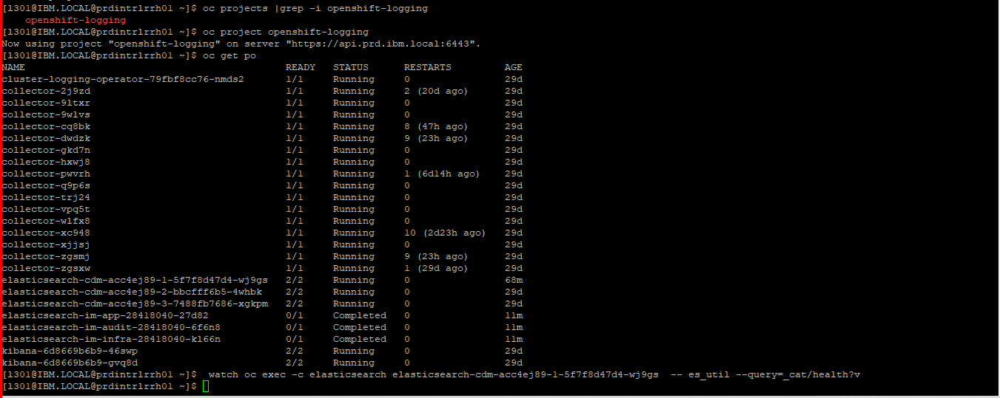 [l301@IBM.LOCAL@prdintrlrrh01 ~]$ oc projects |grep -i openshift-logging
    openshift-logging
[l301@IBM.LOCAL@prdintrlrrh01 ~]$ oc project openshift-logging
Now using project "openshift-logging" on server "https://api.prd.ibm.local:6443".
[l301@IBM.LOCAL@prdintrlrrh01 ~]$ oc get po
NAME                                            READY   STATUS      RESTARTS         AGE
cluster-logging-operator-79fbf8cc76-nmds2       1/1     Running     0                29d
collector-2j9zd                                 1/1     Running     2 (20d ago)      29d
collector-9ltxr                                 1/1     Running     0                29d
collector-9wlvs                                 1/1     Running     0                29d
collector-cq8bk                                 1/1     Running     8 (47h ago)      29d
collector-dwdzk                                 1/1     Running     9 (23h ago)      29d
collector-gkd7n                                 1/1     Running     0                29d
collector-hxwj8                                 1/1     Running     0                29d
collector-pwvrh                                 1/1     Running     1 (6d14h ago)    29d
collector-q9p6s                                 1/1     Running     0                29d
collector-trj24                                 1/1     Running     0                29d
collector-vpq5t                                 1/1     Running     0                29d
collector-wlfx8                                 1/1     Running     0                29d
collector-xc948                                 1/1     Running     10 (2d23h ago)   29d
collector-xjjsj                                 1/1     Running     0                29d
collector-zgsmj                                 1/1     Running     9 (23h ago)      29d
collector-zgsxw                                 1/1     Running     1 (29d ago)      29d
elasticsearch-cdm-acc4ej89-1-5f7f8d47d4-wj9gs   2/2     Running     0                68m
elasticsearch-cdm-acc4ej89-2-bbcfff6b5-4whbk    2/2     Running     0                29d
elasticsearch-cdm-acc4ej89-3-7488fb7686-xgkpm   2/2     Running     0                29d
elasticsearch-im-app-28418040-27d82             0/1     Completed   0                11m
elasticsearch-im-audit-28418040-6f6n8           0/1     Completed   0                11m
elasticsearch-im-infra-28418040-kl66n           0/1     Completed   0                11m
kibana-6d8669b6b9-46swp                         2/2     Running     0                29d
kibana-6d8669b6b9-gvq8d                         2/2     Running     0                29d
[l301@IBM.LOCAL@prdintrlrrh01 ~]$  watch oc exec -c elasticsearch elasticsearch-cdm-acc4ej89-1-5f7f8d47d4-wj9gs  -- es_util --query=_cat/health?v
[l301@IBM.LOCAL@prdintrlrrh01 ~]$